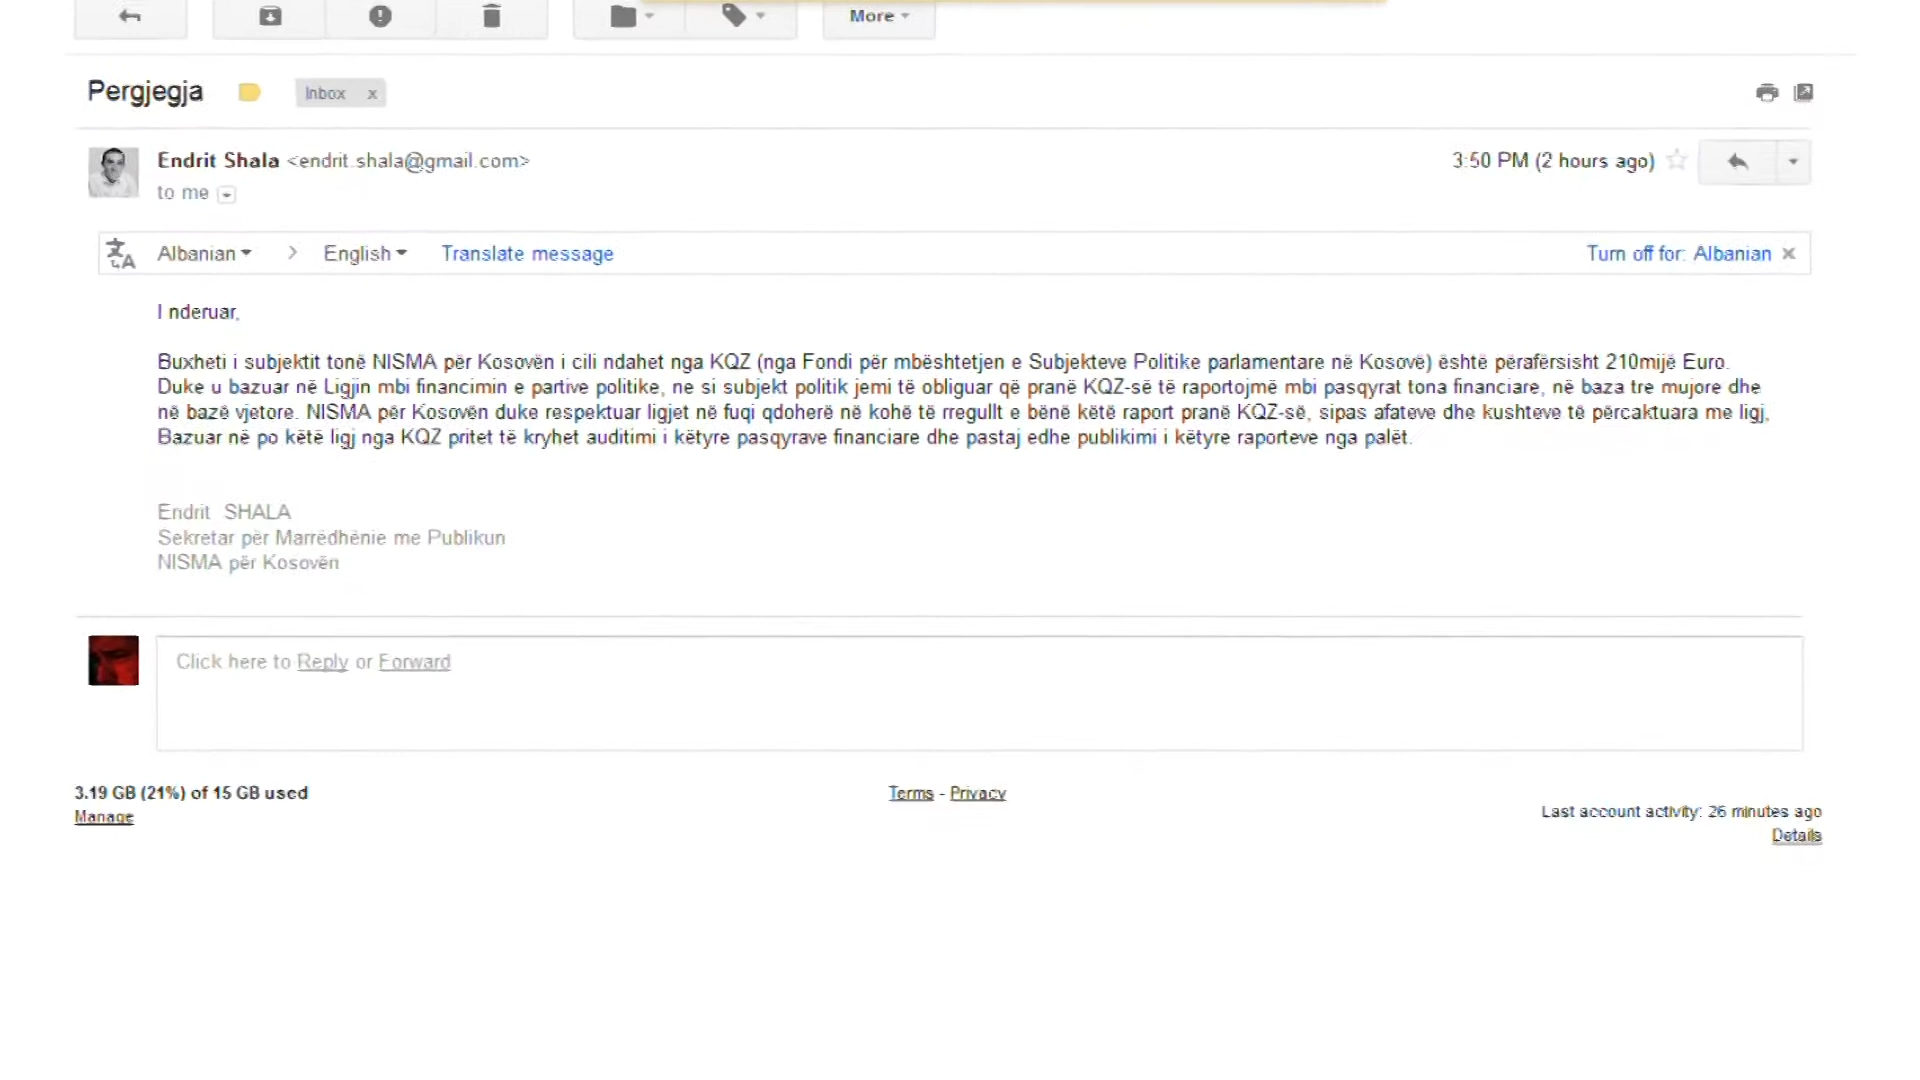 More
Pergjegja
Inbox x
Endrit Shala <endrit.shala@gmail.com>
3:50 PM (2 hours ago)
to me
Albanian > English Translate message
Turn off for: Albanian x
I nderuar,
Buxheti i subjektit tonë NISMA për Kosovën i cili ndahet nga KQZ (nga Fondi për mbështetjen e Subjekteve Politike parlamentare në Kosovë) është përafërsisht 210mijë Euro.
Duke u bazuar në Ligjin mbi financimin e partive politike, ne si subjekt politik jemi të obliguar që pranë KQZ-së të raportojmë mbi pasqyrat tona financiare, në baza tre mujore dhe
në bazë vjetore. NISMA për Kosovën duke respektuar ligjet në fuqi qdoherë në kohë të rregullt e bënë këtë raport pranë KQZ-së, sipas afateve dhe kushteve të përcaktuara me ligj,
Bazuar në po këtë ligj nga KQZ pritet të kryhet auditimi i këtyre pasqyrave financiare dhe pastaj edhe publikimi i këtyre raporteve nga palët.
Endrit SHALA
Sekretar për Marrëdhënie me Publikun
NISMA për Kosovën
Click here to Reply or Forward
3.19 GB (21%) of 15 GB used
Manage
Terms - Privacy
Last account activity: 26 minutes ago
Details